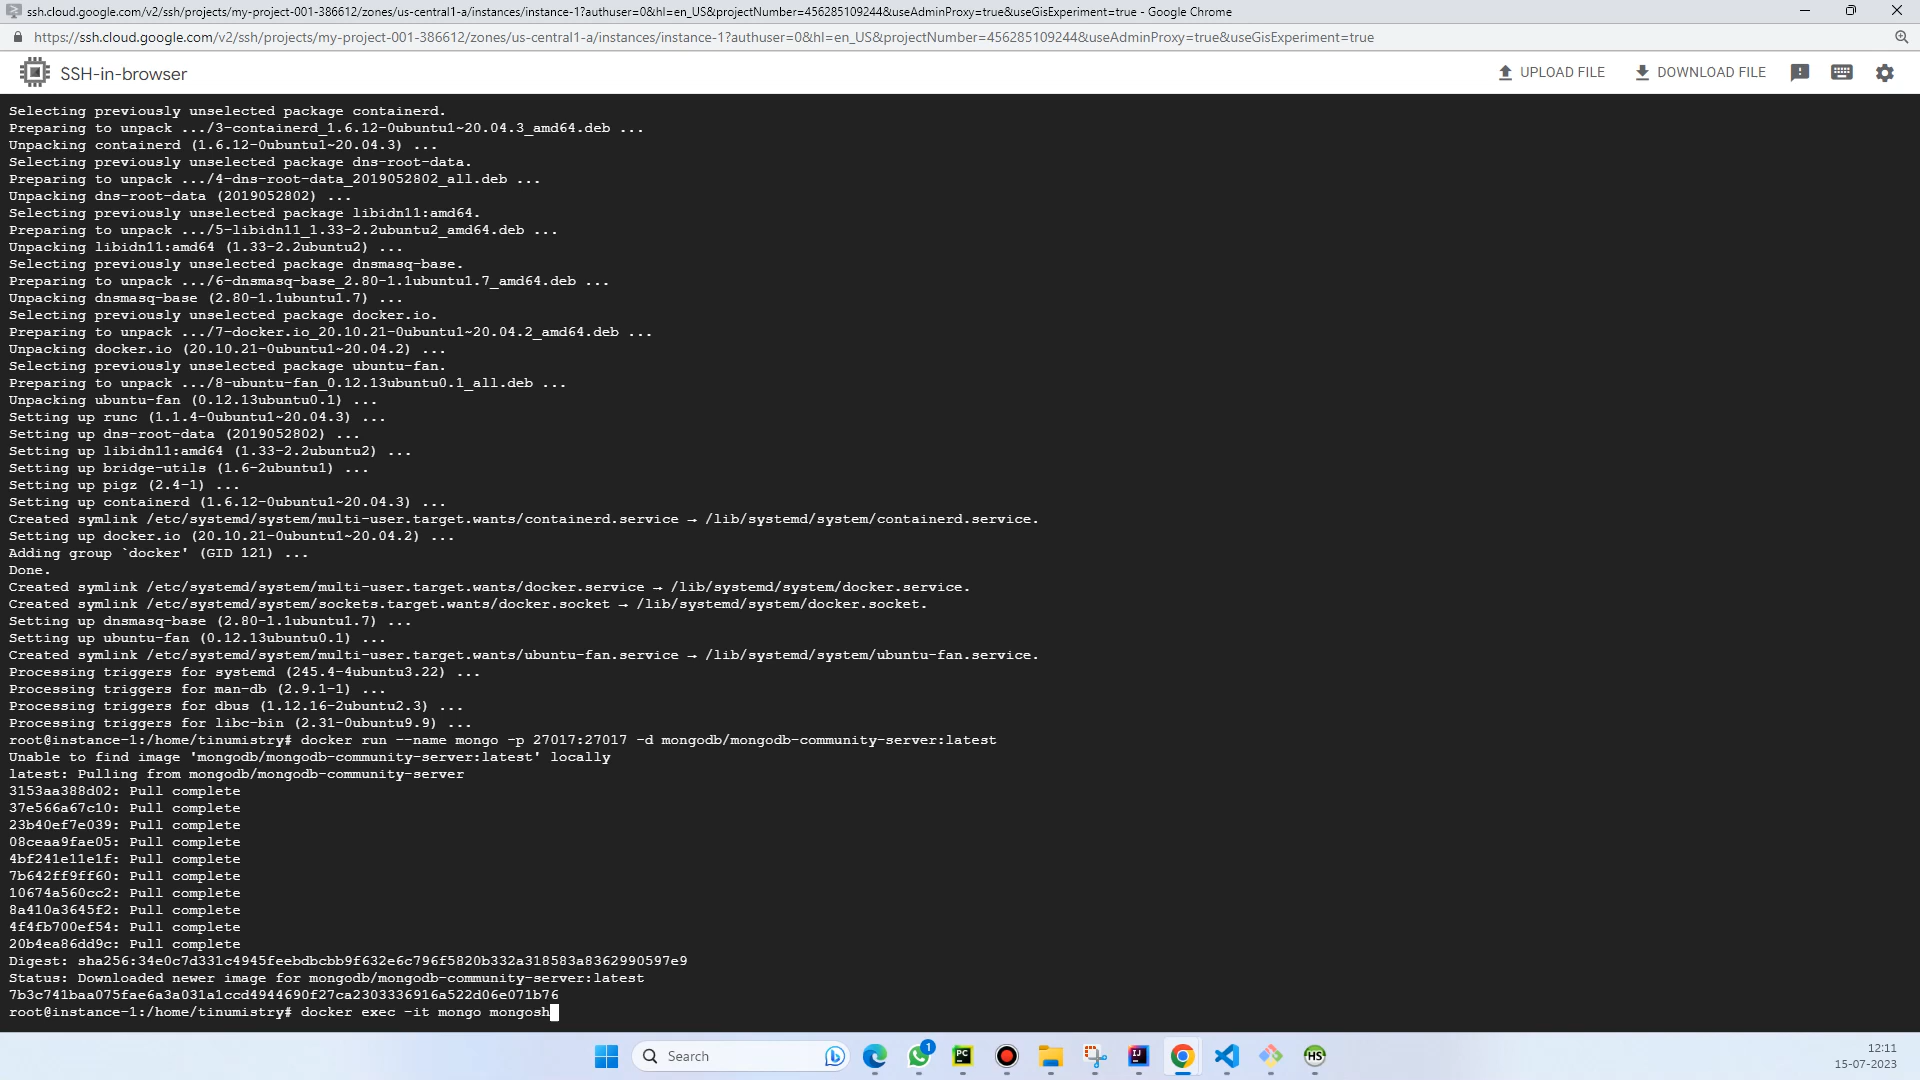 ssh.cloud.google.com/v2/ssh/projects/my-project-001-386612/zones/us-central1-a/instances/instance-1?authuser=0&hl=en_US&projectNumber=456285109244&useAdminProxy=true&useGisExperiment=true - Google Chrome
https://ssh.cloud.google.com/v2/ssh/projects/my-project-001-386612/zones/us-central1-a/instances/instance-1?authuser=0&hl=en_US&projectNumber=456285109244&useAdminProxy=true&useGisExperiment=true
SSH-in-browser
UPLOAD FILE
DOWNLOAD FILE
Selecting previously unselected package containerd.
Preparing to unpack .../3-containerd_1.6.12-0ubuntu1~20.04.3_amd64.deb ...
Unpacking containerd (1.6.12-0ubuntu1~20.04.3) ...
Selecting previously unselected package dns-root-data.
Preparing to unpack .../4-dns-root-data_2019052802_all.deb ...
Unpacking dns-root-data (2019052802) ...
Selecting previously unselected package libidn11:amd64.
Preparing to unpack .../5-libidn11_1.33-2.2ubuntu2_amd64.deb ...
Unpacking libidn11:amd64 (1.33-2.2ubuntu2) ...
Selecting previously unselected package dnsmasq-base.
Preparing to unpack .../6-dnsmasq-base_2.80-1.1ubuntu1.7_amd64.deb ...
Unpacking dnsmasq-base (2.80-1.1ubuntu1.7) ...
Selecting previously unselected package docker.io.
Preparing to unpack .../7-docker.io_20.10.21-0ubuntu1~20.04.2_amd64.deb ...
Unpacking docker.io (20.10.21-0ubuntu1~20.04.2) ...
Selecting previously unselected package ubuntu-fan.
Preparing to unpack .../8-ubuntu-fan_0.12.13ubuntu0.1_all.deb ...
Unpacking ubuntu-fan (0.12.13ubuntu0.1) ...
Setting up runc (1.1.4-0ubuntu1~20.04.3) ...
Setting up dns-root-data (2019052802) ...
Setting up libidn11:amd64 (1.33-2.2ubuntu2) ...
Setting up bridge-utils (1.6-2ubuntu1) ...
Setting up pigz (2.4-1) ...
Setting up containerd (1.6.12-0ubuntu1~20.04.3) ...
Created symlink /etc/systemd/system/multi-user.target.wants/containerd.service → /lib/systemd/system/containerd.service.
Setting up docker.io (20.10.21-0ubuntu1~20.04.2) ...
Adding group `docker' (GID 121) ...
Done.
Created symlink /etc/systemd/system/multi-user.target.wants/docker.service → /lib/systemd/system/docker.service.
Created symlink /etc/systemd/system/sockets.target.wants/docker.socket → /lib/systemd/system/docker.socket.
Setting up dnsmasq-base (2.80-1.1ubuntu1.7) ...
Setting up ubuntu-fan (0.12.13ubuntu0.1) ...
Created symlink /etc/systemd/system/multi-user.target.wants/ubuntu-fan.service → /lib/systemd/system/ubuntu-fan.service.
Processing triggers for systemd (245.4-4ubuntu3.22) ...
Processing triggers for man-db (2.9.1-1) ...
Processing triggers for dbus (1.12.16-2ubuntu2.3) ...
Processing triggers for libc-bin (2.31-0ubuntu9.9) ...
root@instance-1:/home/tinumistry# docker run --name mongo -p 27017:27017 -d mongodb/mongodb-community-server:latest
Unable to find image 'mongodb/mongodb-community-server:latest' locally
latest: Pulling from mongodb/mongodb-community-server
3153aa388d02: Pull complete
37e566a67c10: Pull complete
23b40ef7e039: Pull complete
08ceaa9fae05: Pull complete
4bf241e11e1f: Pull complete
7b642ff9ff60: Pull complete
10674a560cc2: Pull complete
8a410a3645f2: Pull complete
4f4fb700ef54: Pull complete
20b4ea86dd9c: Pull complete
Digest: sha256:34e0c7d331c4945feebdbcbb9f632e6c796f5820b332a318583a8362990597e9
Status: Downloaded newer image for mongodb/mongodb-community-server:latest
7b3c741baa075fae6a3a031a1ccd4944690f27ca2303336916a522d06e071b76
root@instance-1:/home/tinumistry# docker exec -it mongo mongosh
Search
1
PC
IJ
HS
12:11
15-07-2023